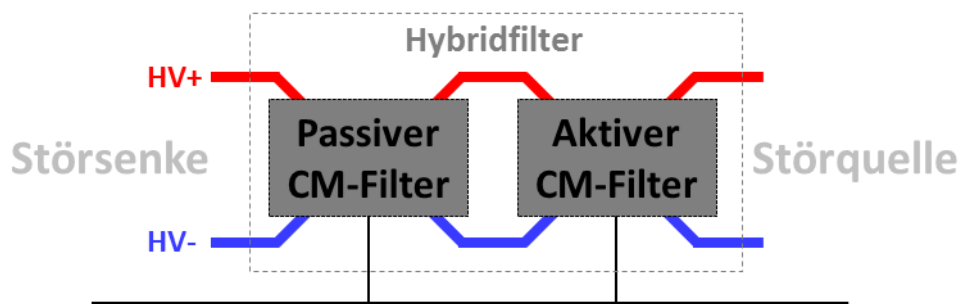 Hybridfilter
HV+
Störsenke
Passiver
CM-Filter
Aktiver
CM-Filter
Störquelle
HV-